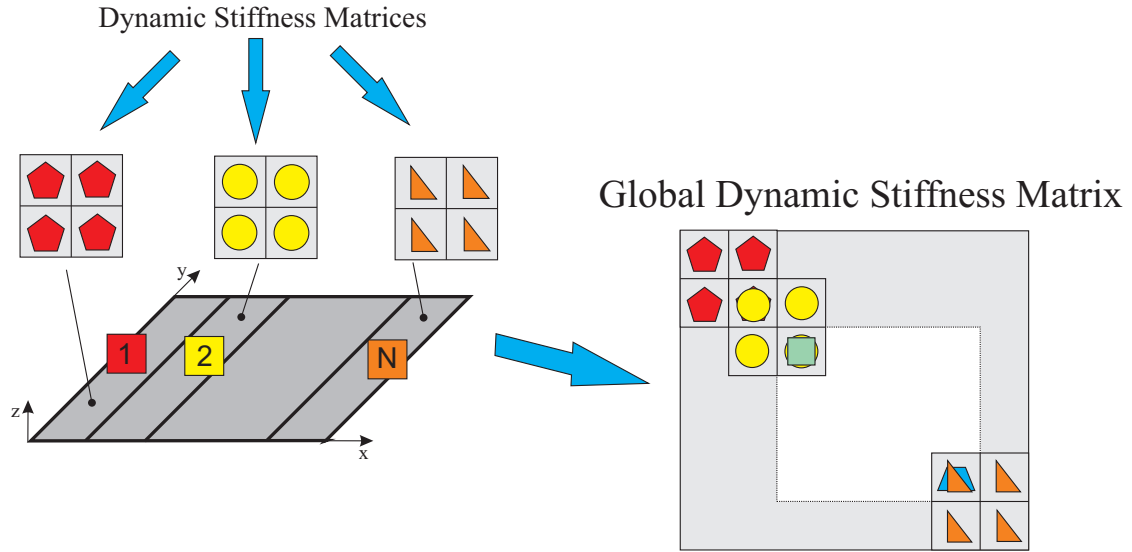 Dynamic Stiffness Matrices
Global Dynamic Stiffness Matrix
y
1
2
N
z
x